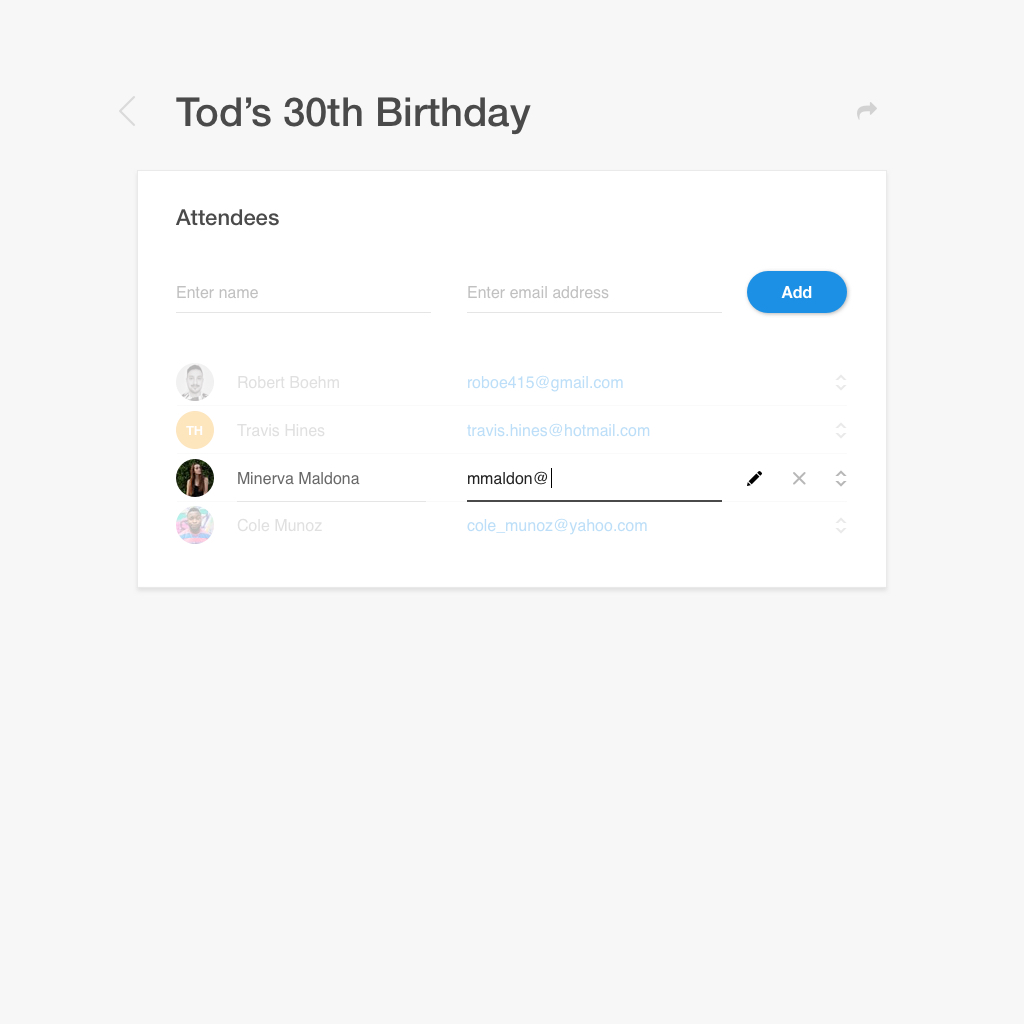 Tod’s 30th Birthday
Attendees
Enter name Enter email address Add
Robert Boehm roboe415@gmail.com
TH Travis Hines travis.hines@hotmail.com
Minerva Maldona mmaldon@
Cole Munoz cole_munoz@yahoo.com